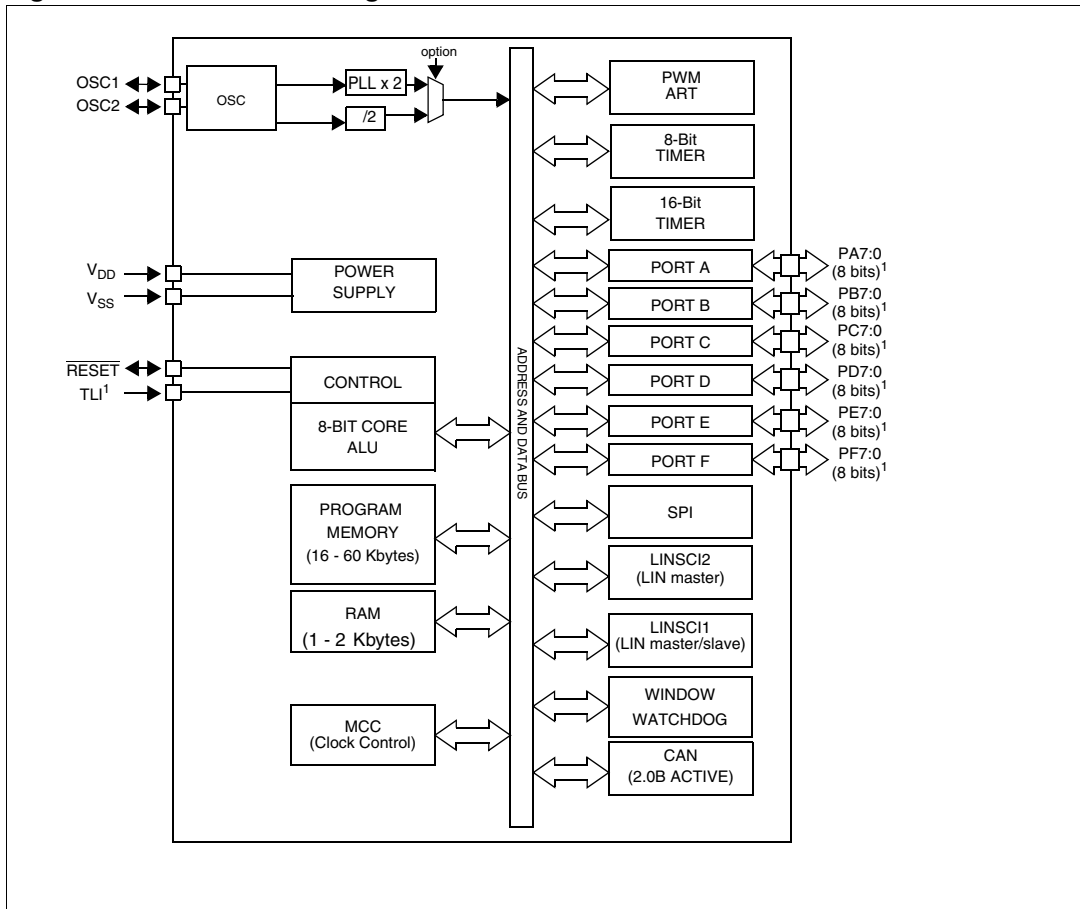 option
OSC1
OSC2
OSC
PLL x 2
/2
VDD
VSS
POWER
SUPPLY
RESET
TLI1
CONTROL
8-BIT CORE
ALU
PROGRAM
MEMORY
(16 - 60 Kbytes)
RAM
(1 - 2 Kbytes)
MCC
(Clock Control)
ADDRESS AND DATA BUS
PWM
ART
8-Bit
TIMER
16-Bit
TIMER
PORT A
PA7:0
(8 bits)1
PORT B
PB7:0
(8 bits)1
PORT C
PC7:0
(8 bits)1
PORT D
PD7:0
(8 bits)1
PORT E
PE7:0
(8 bits)1
PORT F
PF7:0
(8 bits)1
SPI
LINSCI2
(LIN master)
LINSCI1
(LIN master/slave)
WINDOW
WATCHDOG
CAN
(2.0B ACTIVE)